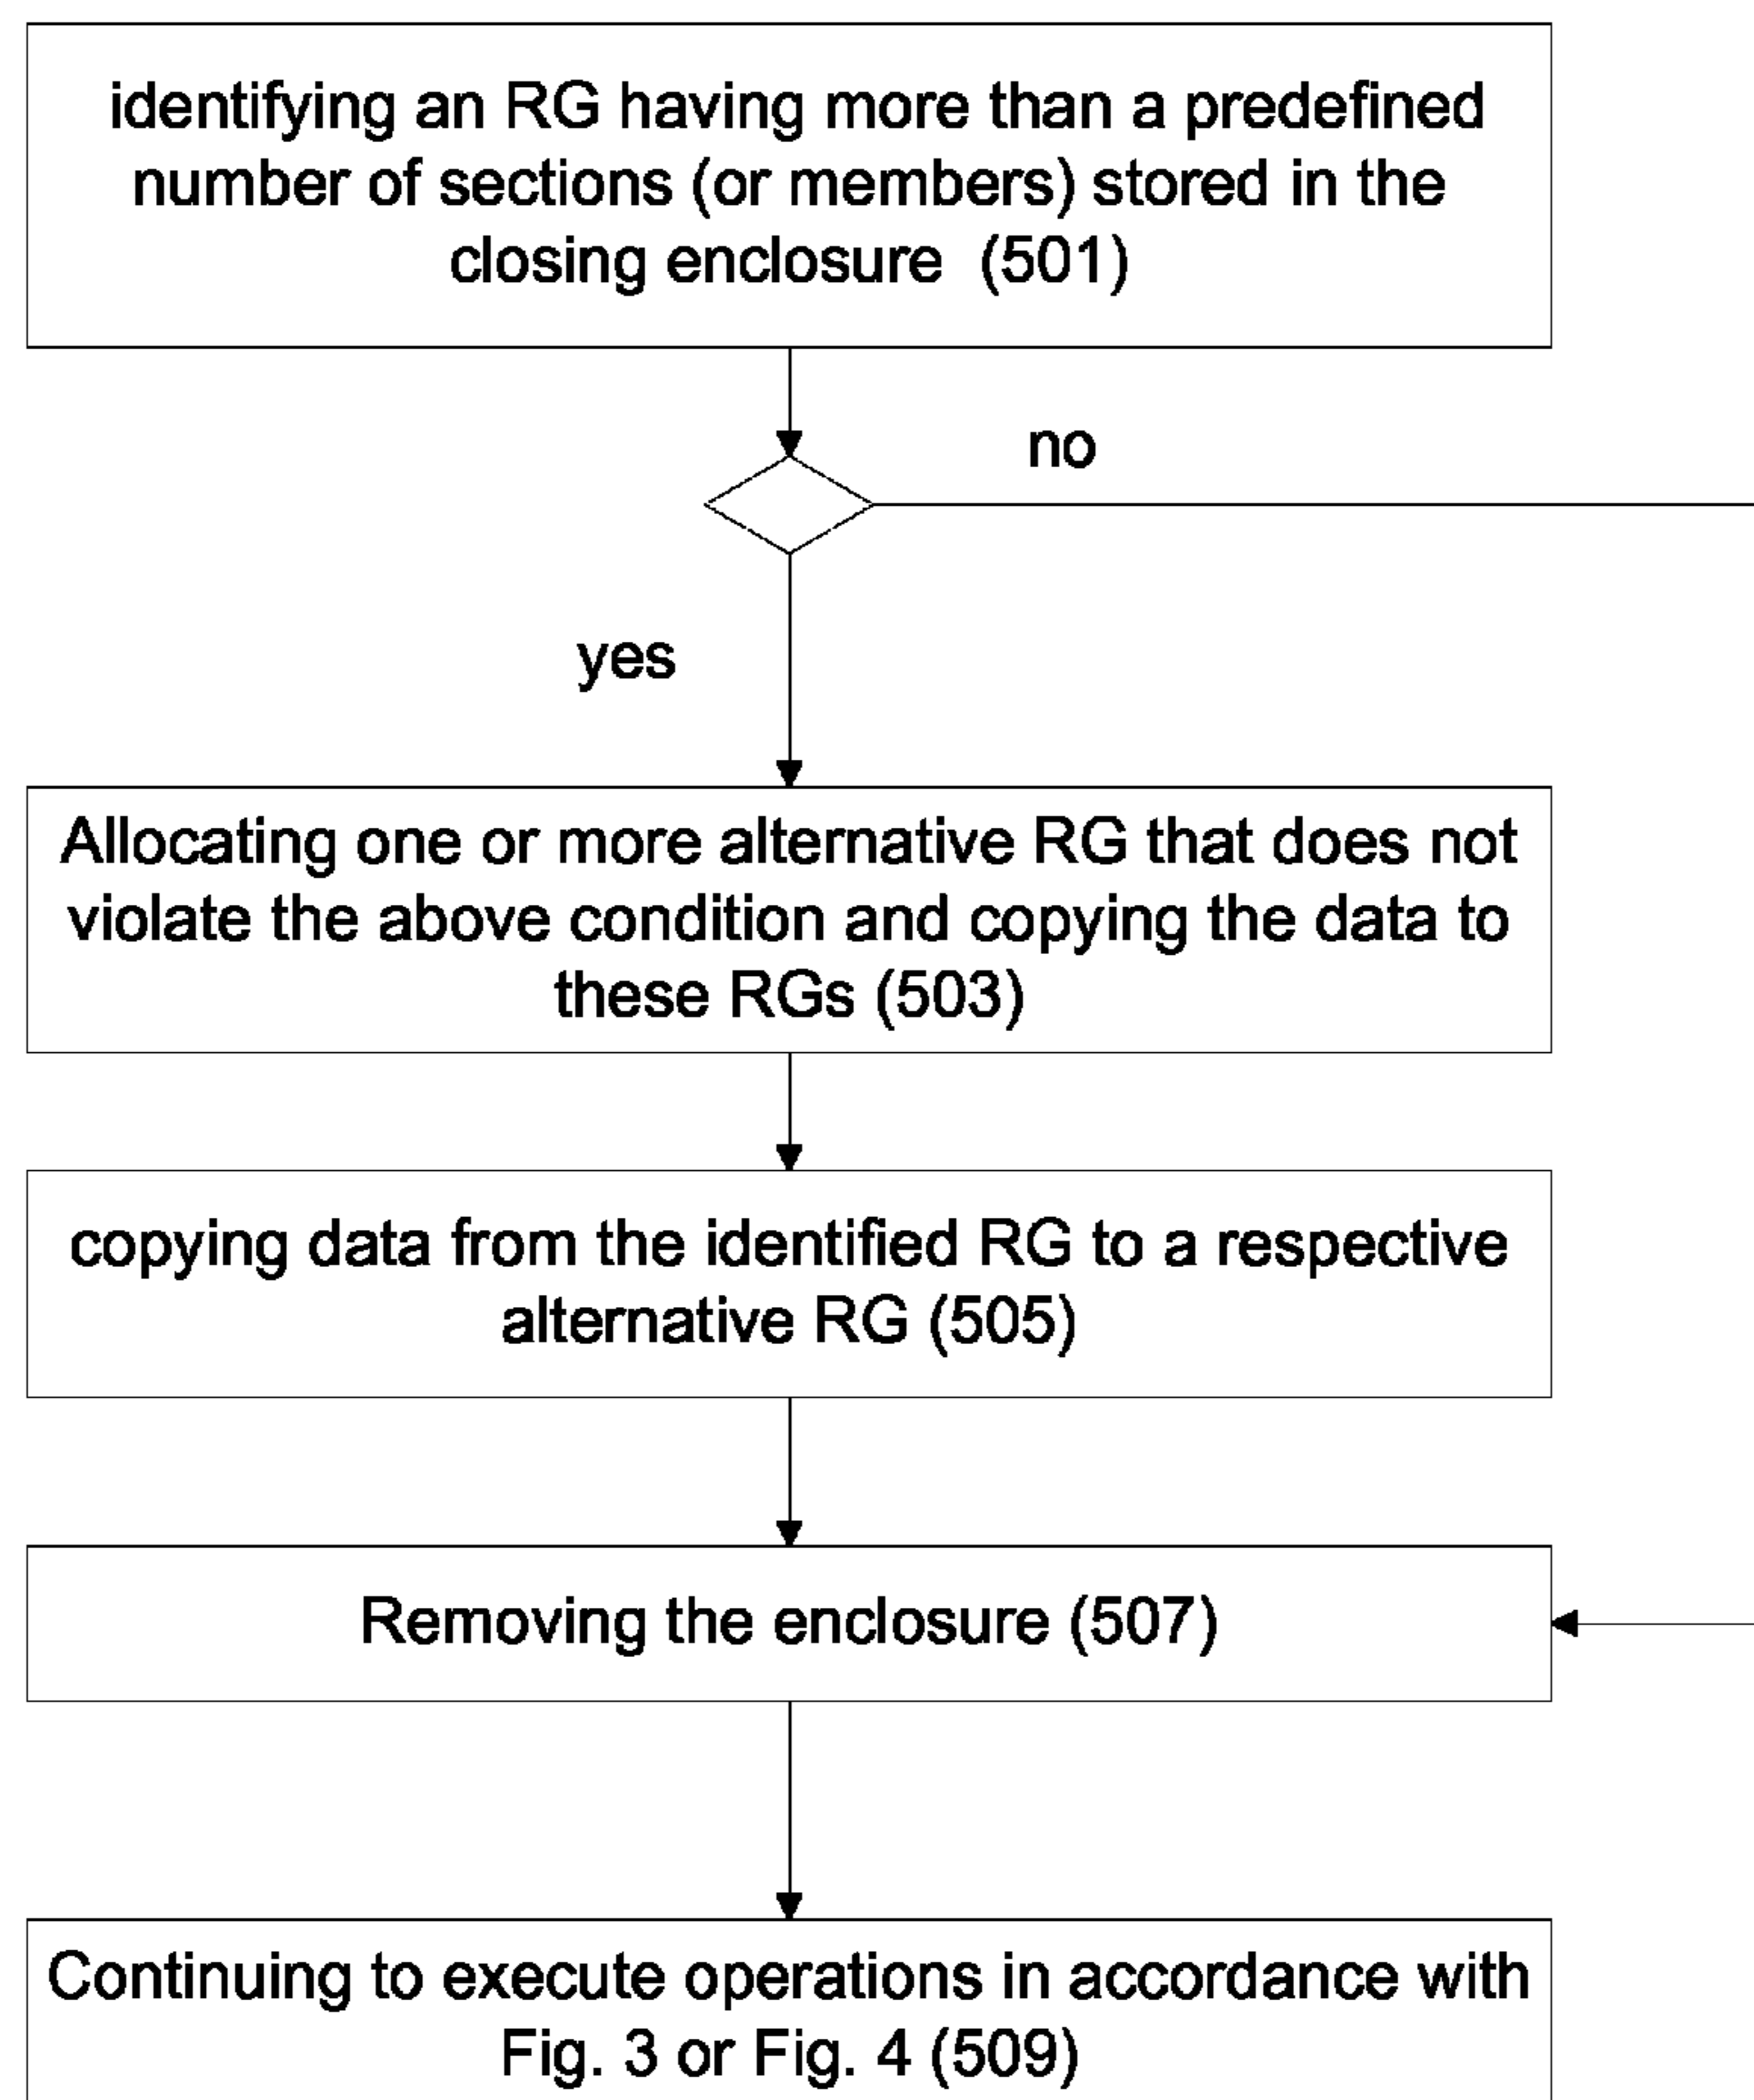 identifying an RG having more than a predefined
number of sections (or members) stored in the
closing enclosure (501)
no
yes
Allocating one or more alternative RG that does not
violate the above condition and copying the data to
these RGs (503)
copying data from the identified RG to a respective
alternative RG (505)
Removing the enclosure (507)
Continuing to execute operations in accordance with
Fig. 3 or Fig. 4 (509)